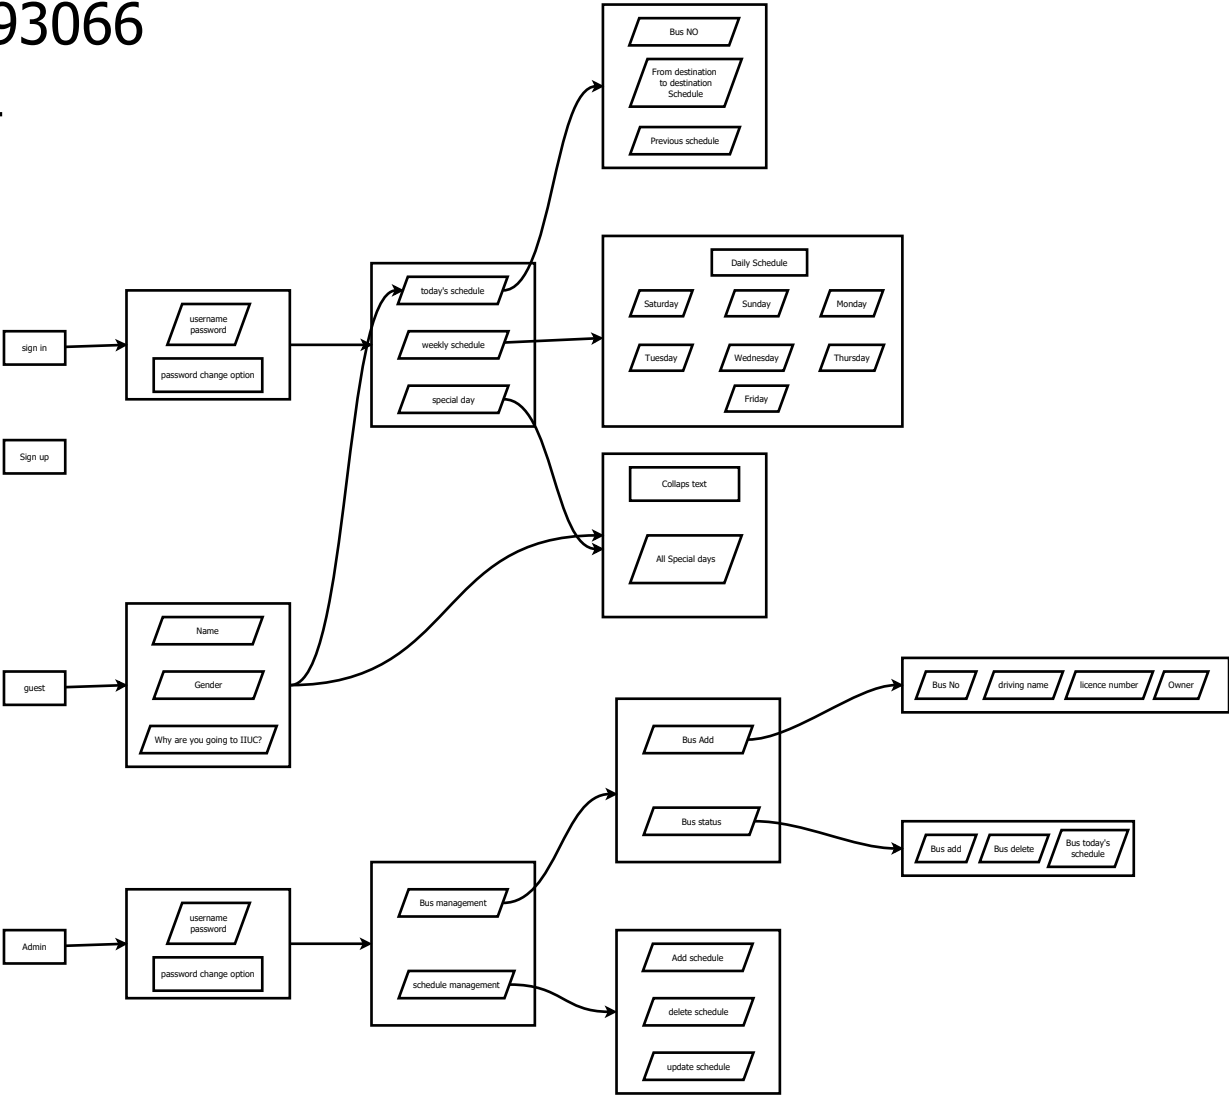 93066
Bus NO
From destination
to destination
Schedule
Previous schedule
Daily Schedule
Saturday
Sunday
Monday
Tuesday
Wednesday
Thursday
Friday
today's schedule
weekly schedule
special day
username
password
password change option
sign in
Sign up
Collaps text
All Special days
Name
Gender
Why are you going to IIUC?
guest
Bus Add
Bus status
Bus No
driving name
licence number
Owner
Bus add
Bus delete
Bus today's
schedule
Admin
username
password
password change option
Bus management
schedule management
Add schedule
delete schedule
update schedule